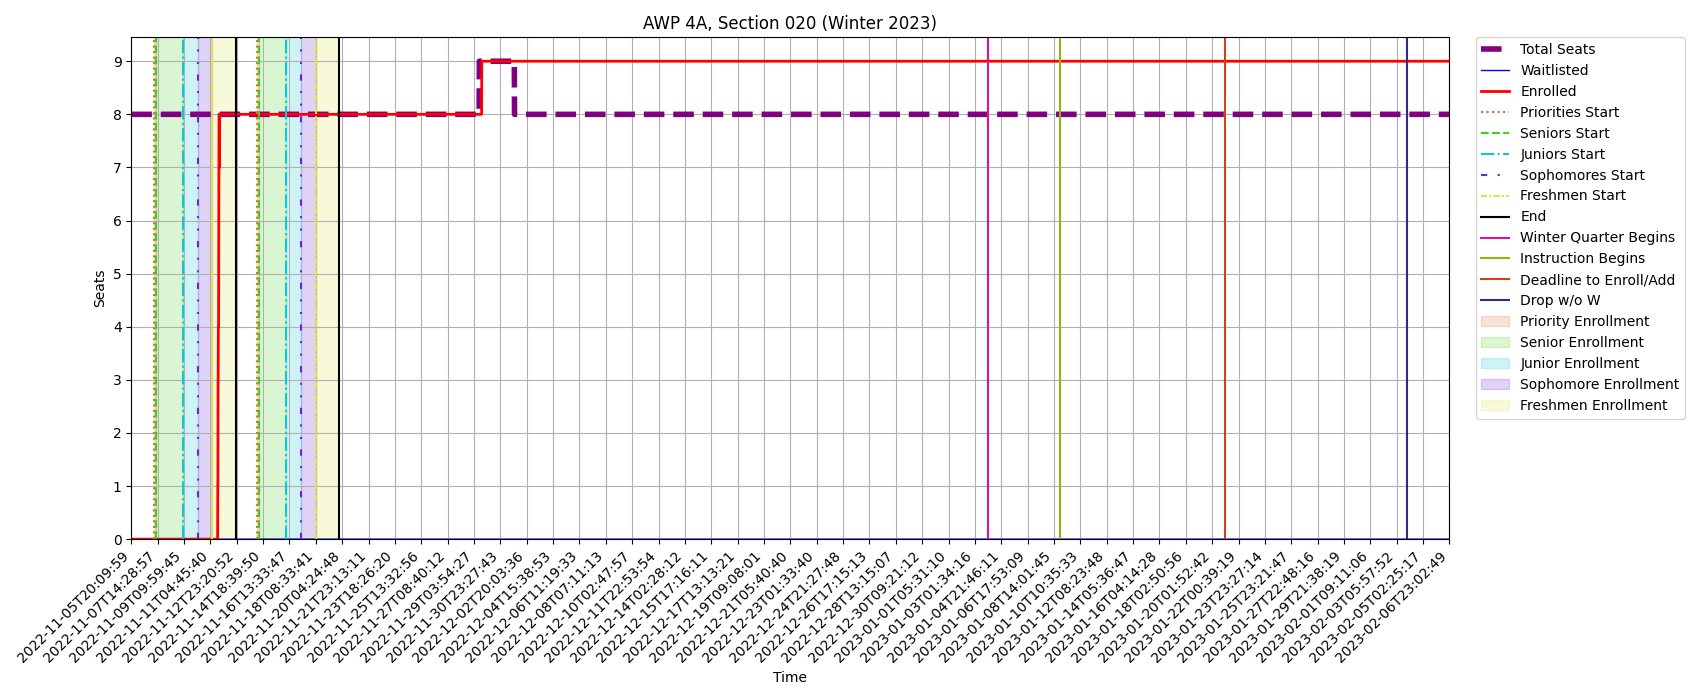 AWP 4A, Section 020 (Winter 2023)
Seats
9
8
7
6
5
4
3
2
1
0
2022-11-05T20:09:59
2022-11-07T14:28:57
2022-11-09T09:59:45
2022-11-11T04:45:40
2022-11-12T23:20:52
2022-11-14T18:39:50
2022-11-16T13:33:47
2022-11-18T08:33:41
2022-11-20T04:24:48
2022-11-21T23:13:11
2022-11-23T18:26:20
2022-11-25T13:32:56
2022-11-27T08:40:12
2022-11-29T03:54:27
2022-11-30T23:27:43
2022-12-02T20:03:36
2022-12-04T15:38:53
2022-12-06T11:19:33
2022-12-08T07:11:13
2022-12-10T02:47:57
2022-12-11T22:53:54
2022-12-14T02:28:12
2022-12-15T17:16:11
2022-12-17T13:13:21
2022-12-19T09:08:01
2022-12-21T05:40:40
2022-12-23T01:33:40
2022-12-24T21:27:48
2022-12-26T17:15:13
2022-12-28T13:15:07
2022-12-30T09:21:12
2023-01-01T05:31:10
2023-01-03T01:34:16
2023-01-04T21:46:11
2023-01-06T17:53:09
2023-01-08T14:01:45
2023-01-10T10:35:33
2023-01-12T08:23:48
2023-01-14T05:36:47
2023-01-16T04:14:28
2023-01-18T02:50:56
2023-01-20T01:52:42
2023-01-22T00:39:19
2023-01-23T23:27:14
2023-01-25T23:21:47
2023-01-27T22:48:16
2023-01-29T21:38:19
2023-02-01T09:11:06
2023-02-03T05:57:52
2023-02-05T02:25:17
2023-02-06T23:02:49
Time
Total Seats
Waitlisted
Enrolled
Priorities Start
Seniors Start
Juniors Start
Sophomores Start
Freshmen Start
End
Winter Quarter Begins
Instruction Begins
Deadline to Enroll/Add
Drop w/o W
Priority Enrollment
Senior Enrollment
Junior Enrollment
Sophomore Enrollment
Freshmen Enrollment